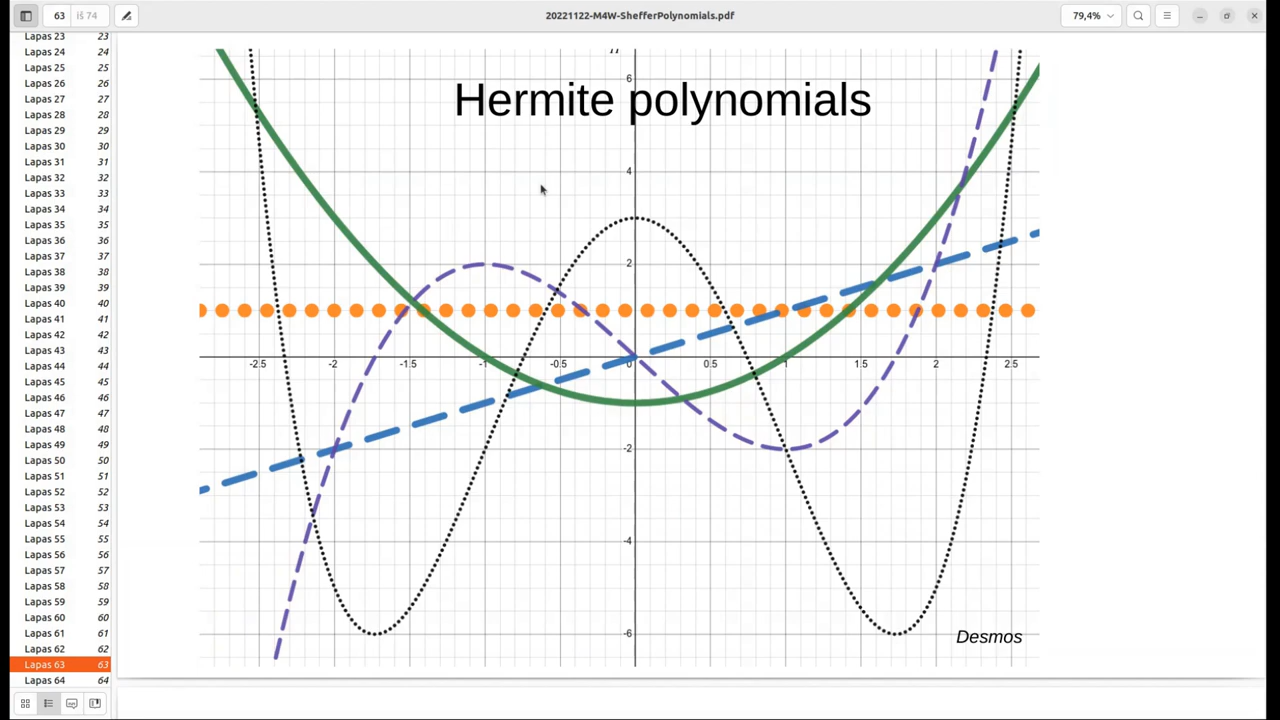 63 iš 74
20221122-M4W-ShefferPolynomials.pdf
79,4%
Lapas 23 23
Lapas 24 24
Lapas 25 25
Lapas 26 26
Lapas 27 27
Lapas 28 28
Lapas 29 29
Lapas 30 30
Lapas 31 31
Lapas 32 32
Lapas 33 33
Lapas 34 34
Lapas 35 35
Lapas 36 36
Lapas 37 37
Lapas 38 38
Lapas 39 39
Lapas 40 40
Lapas 41 41
Lapas 42 42
Lapas 43 43
Lapas 44 44
Lapas 45 45
Lapas 46 46
Lapas 47 47
Lapas 48 48
Lapas 49 49
Lapas 50 50
Lapas 51 51
Lapas 52 52
Lapas 53 53
Lapas 54 54
Lapas 55 55
Lapas 56 56
Lapas 57 57
Lapas 58 58
Lapas 59 59
Lapas 60 60
Lapas 61 61
Lapas 62 62
Lapas 63 63
Lapas 64 64
Hermite polynomials
6
4
2
-2.5 -2 -1.5 -1 -0.5 0 0.5 1 1.5 2 2.5
-2
-4
-6
Desmos